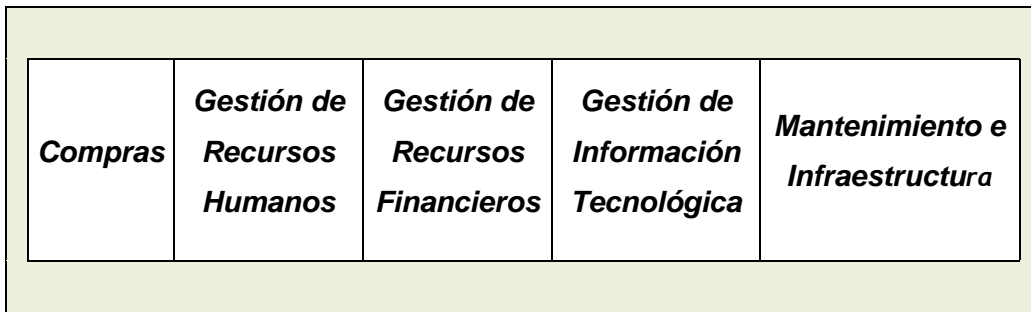 Compras
Gestión de
Recursos
Humanos
Gestión de
Recursos
Financieros
Gestión de
Información
Tecnológica
Mantenimiento e
Infraestructura